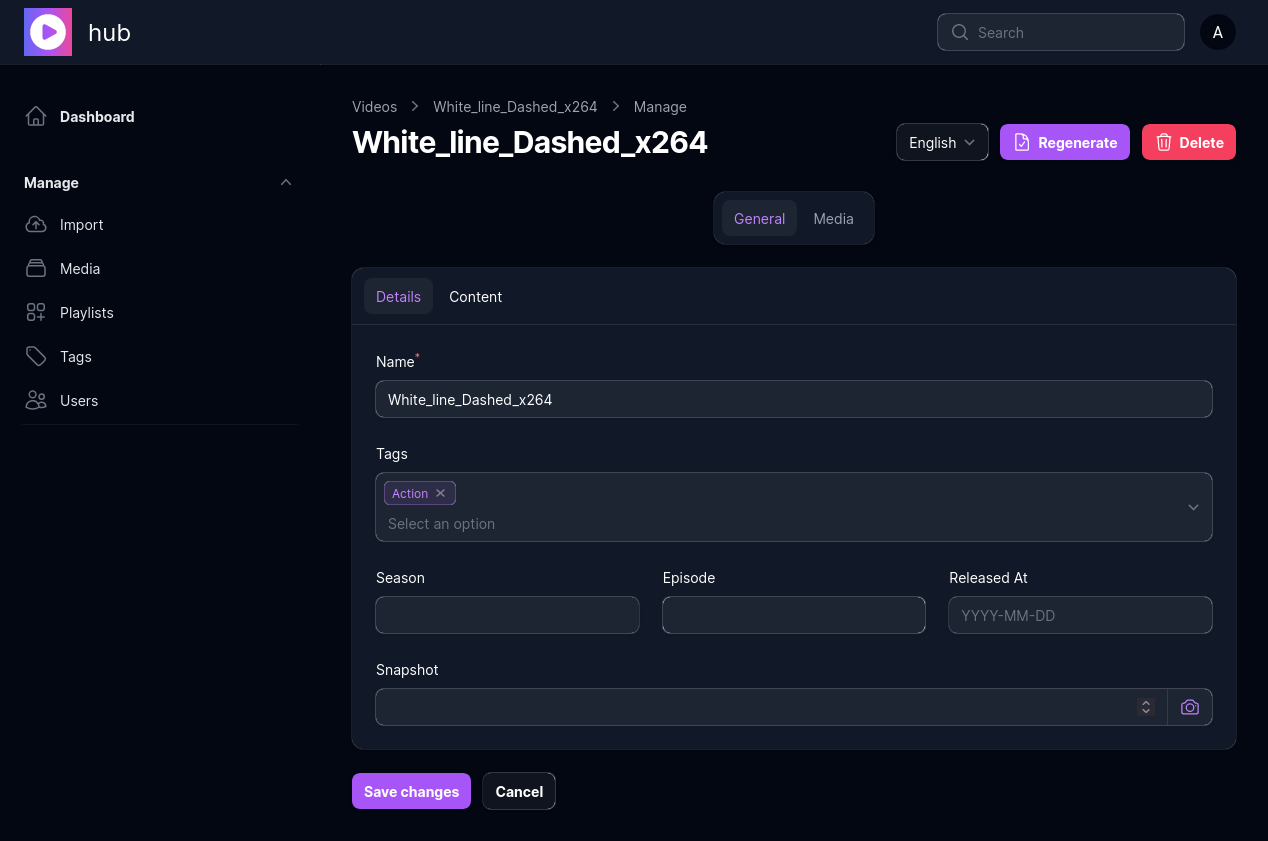 hub
Search
A
Dashboard
Manage
Import
Media
Playlists
Tags
Users
Videos White_line_Dashed_x264 Manage
White_line_Dashed_x264
English
Regenerate
Delete
General
Media
Details
Content
Name*
White_line_Dashed_x264
Tags
Action
Select an option
Season
Episode
Released At
YYYY-MM-DD
Snapshot
Save changes
Cancel